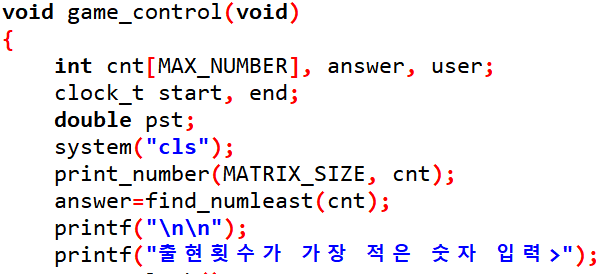 void game_control(void)
{
int cnt[MAX_NUMBER], answer, user;
clock_t start, end;
double pst;
system("cls");
print_number(MATRIX_SIZE, cnt);
answer=find_numleast(cnt);
printf("\n\n");
printf("출현횟수가 가장 적은 숫자 입력>");